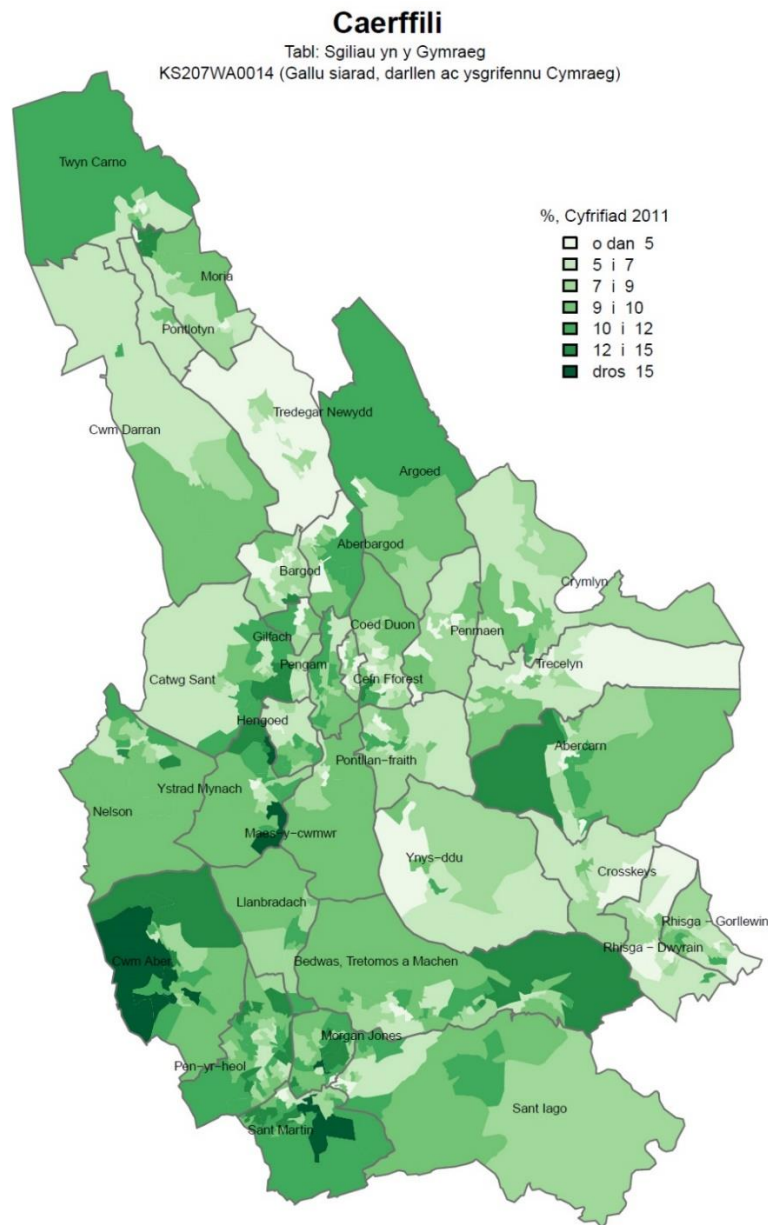 Caerffili
Tabl: Sgiliau yn y Gymraeg
KS207WA0014 (Gallu siarad, darllen ac ysgrifennu Cymraeg)
Twyn Carno
%, Cyfrifiad 2011
o dan 5
5 i 7
7 i 9
9 i 10
10 i 12
12 i 15
dros 15
Moria
Pontlotyn
Tredegar Newydd
Cwm Darran
Argoed
Aberbargod
Bargod
Crymlyn
Coed Duon
Penmaen
Gilfach
Pengam
Trecelyn
Catwg Sant
Cefn Fforest
Hengoed
Abercarn
Pontllan-fraith
Ystrad Mynach
Nelson
Maes-y-cwmwr
Ynys-ddu
Crosskeys
Llanbradach
Rhisga - Gorllewin
Rhisga - Dwyrain
Cwm Aber
Bedwas, Tretomos a Machen
Morgan Jones
Pen-yr-heol
Sant Iago
Sant Martin